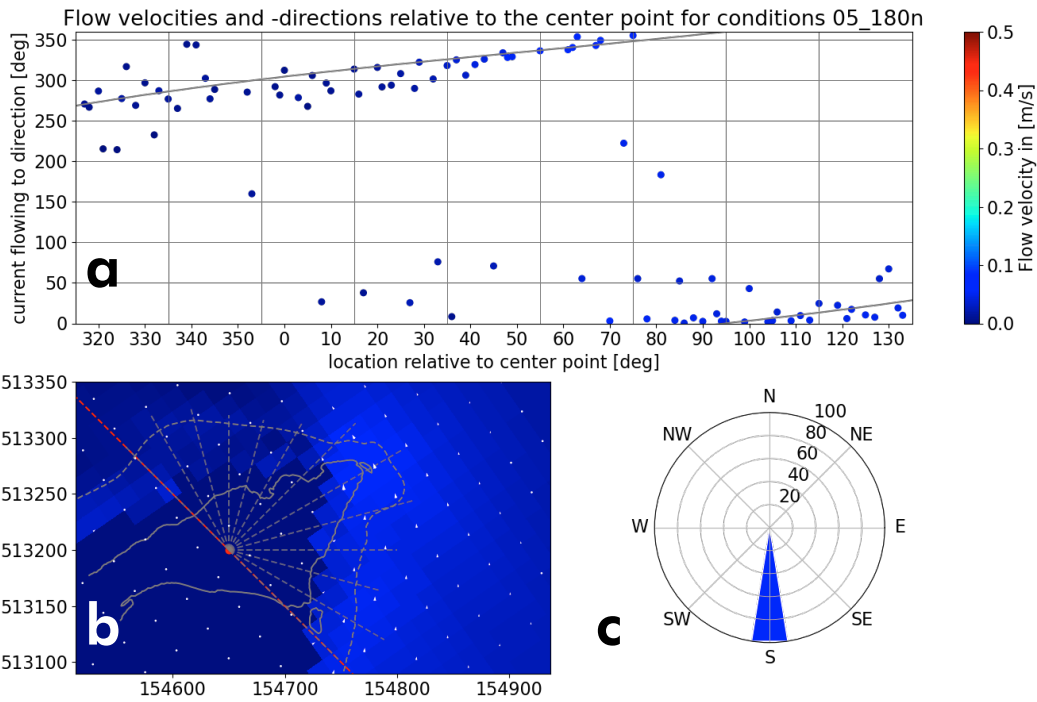 Flow velocities and -directions relative to the center point for conditions 05_180n
current flowing to direction [deg]
350
300
250
200
150
100
50
0
a
320 330 340 350 0 10 20 30 40 50 60 70 80 90 100 110 120 130
location relative to center point [deg]
0.5
0.4
0.3
0.2
0.1
0.0
Flow velocity in [m/s]
513350
513300
513250
513200
513150
513100
b
154600 154700 154800 154900
c
N
NE
E
SE
S
SW
W
NW
100
80
60
40
20